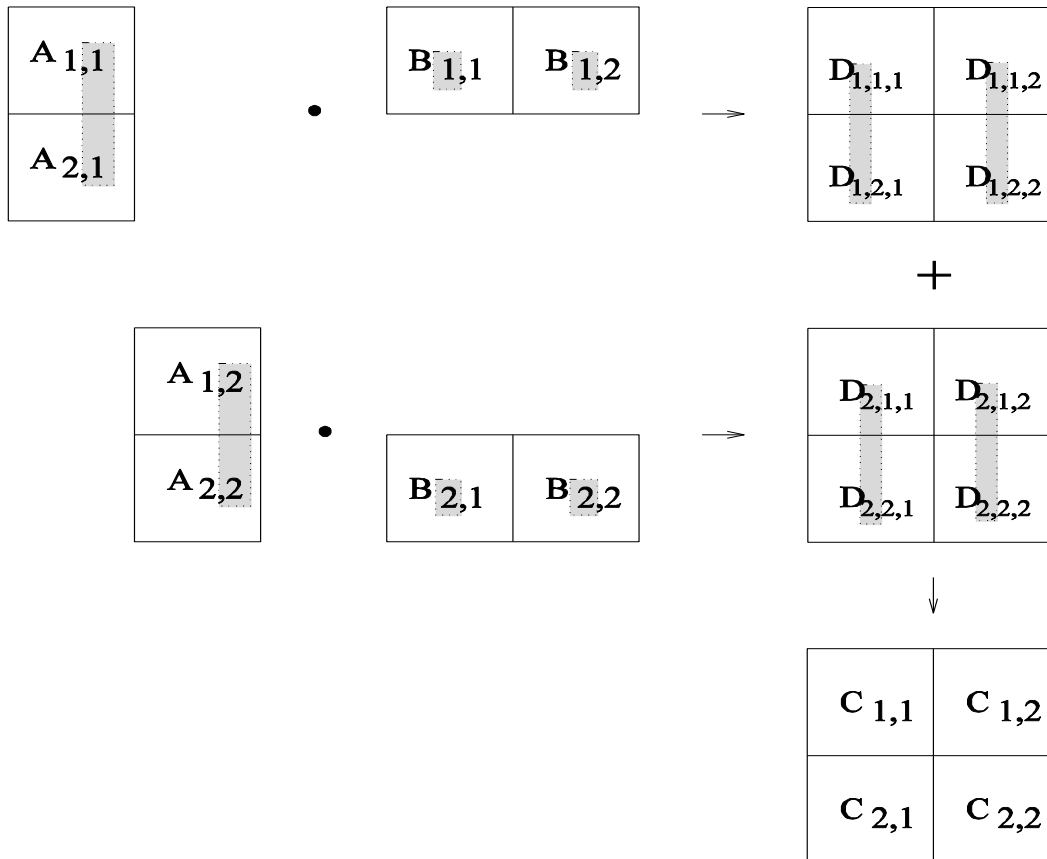 A 1,1 B 1,1 B 1,2 D1,1,1 D1,1,2
• →
A 2,1 D1,2,1 D1,2,2
+
A 1,2 D2,1,1 D2,1,2
• →
A 2,2 B 2,1 B 2,2 D2,2,1 D2,2,2
C 1,1 C 1,2
C 2,1 C 2,2